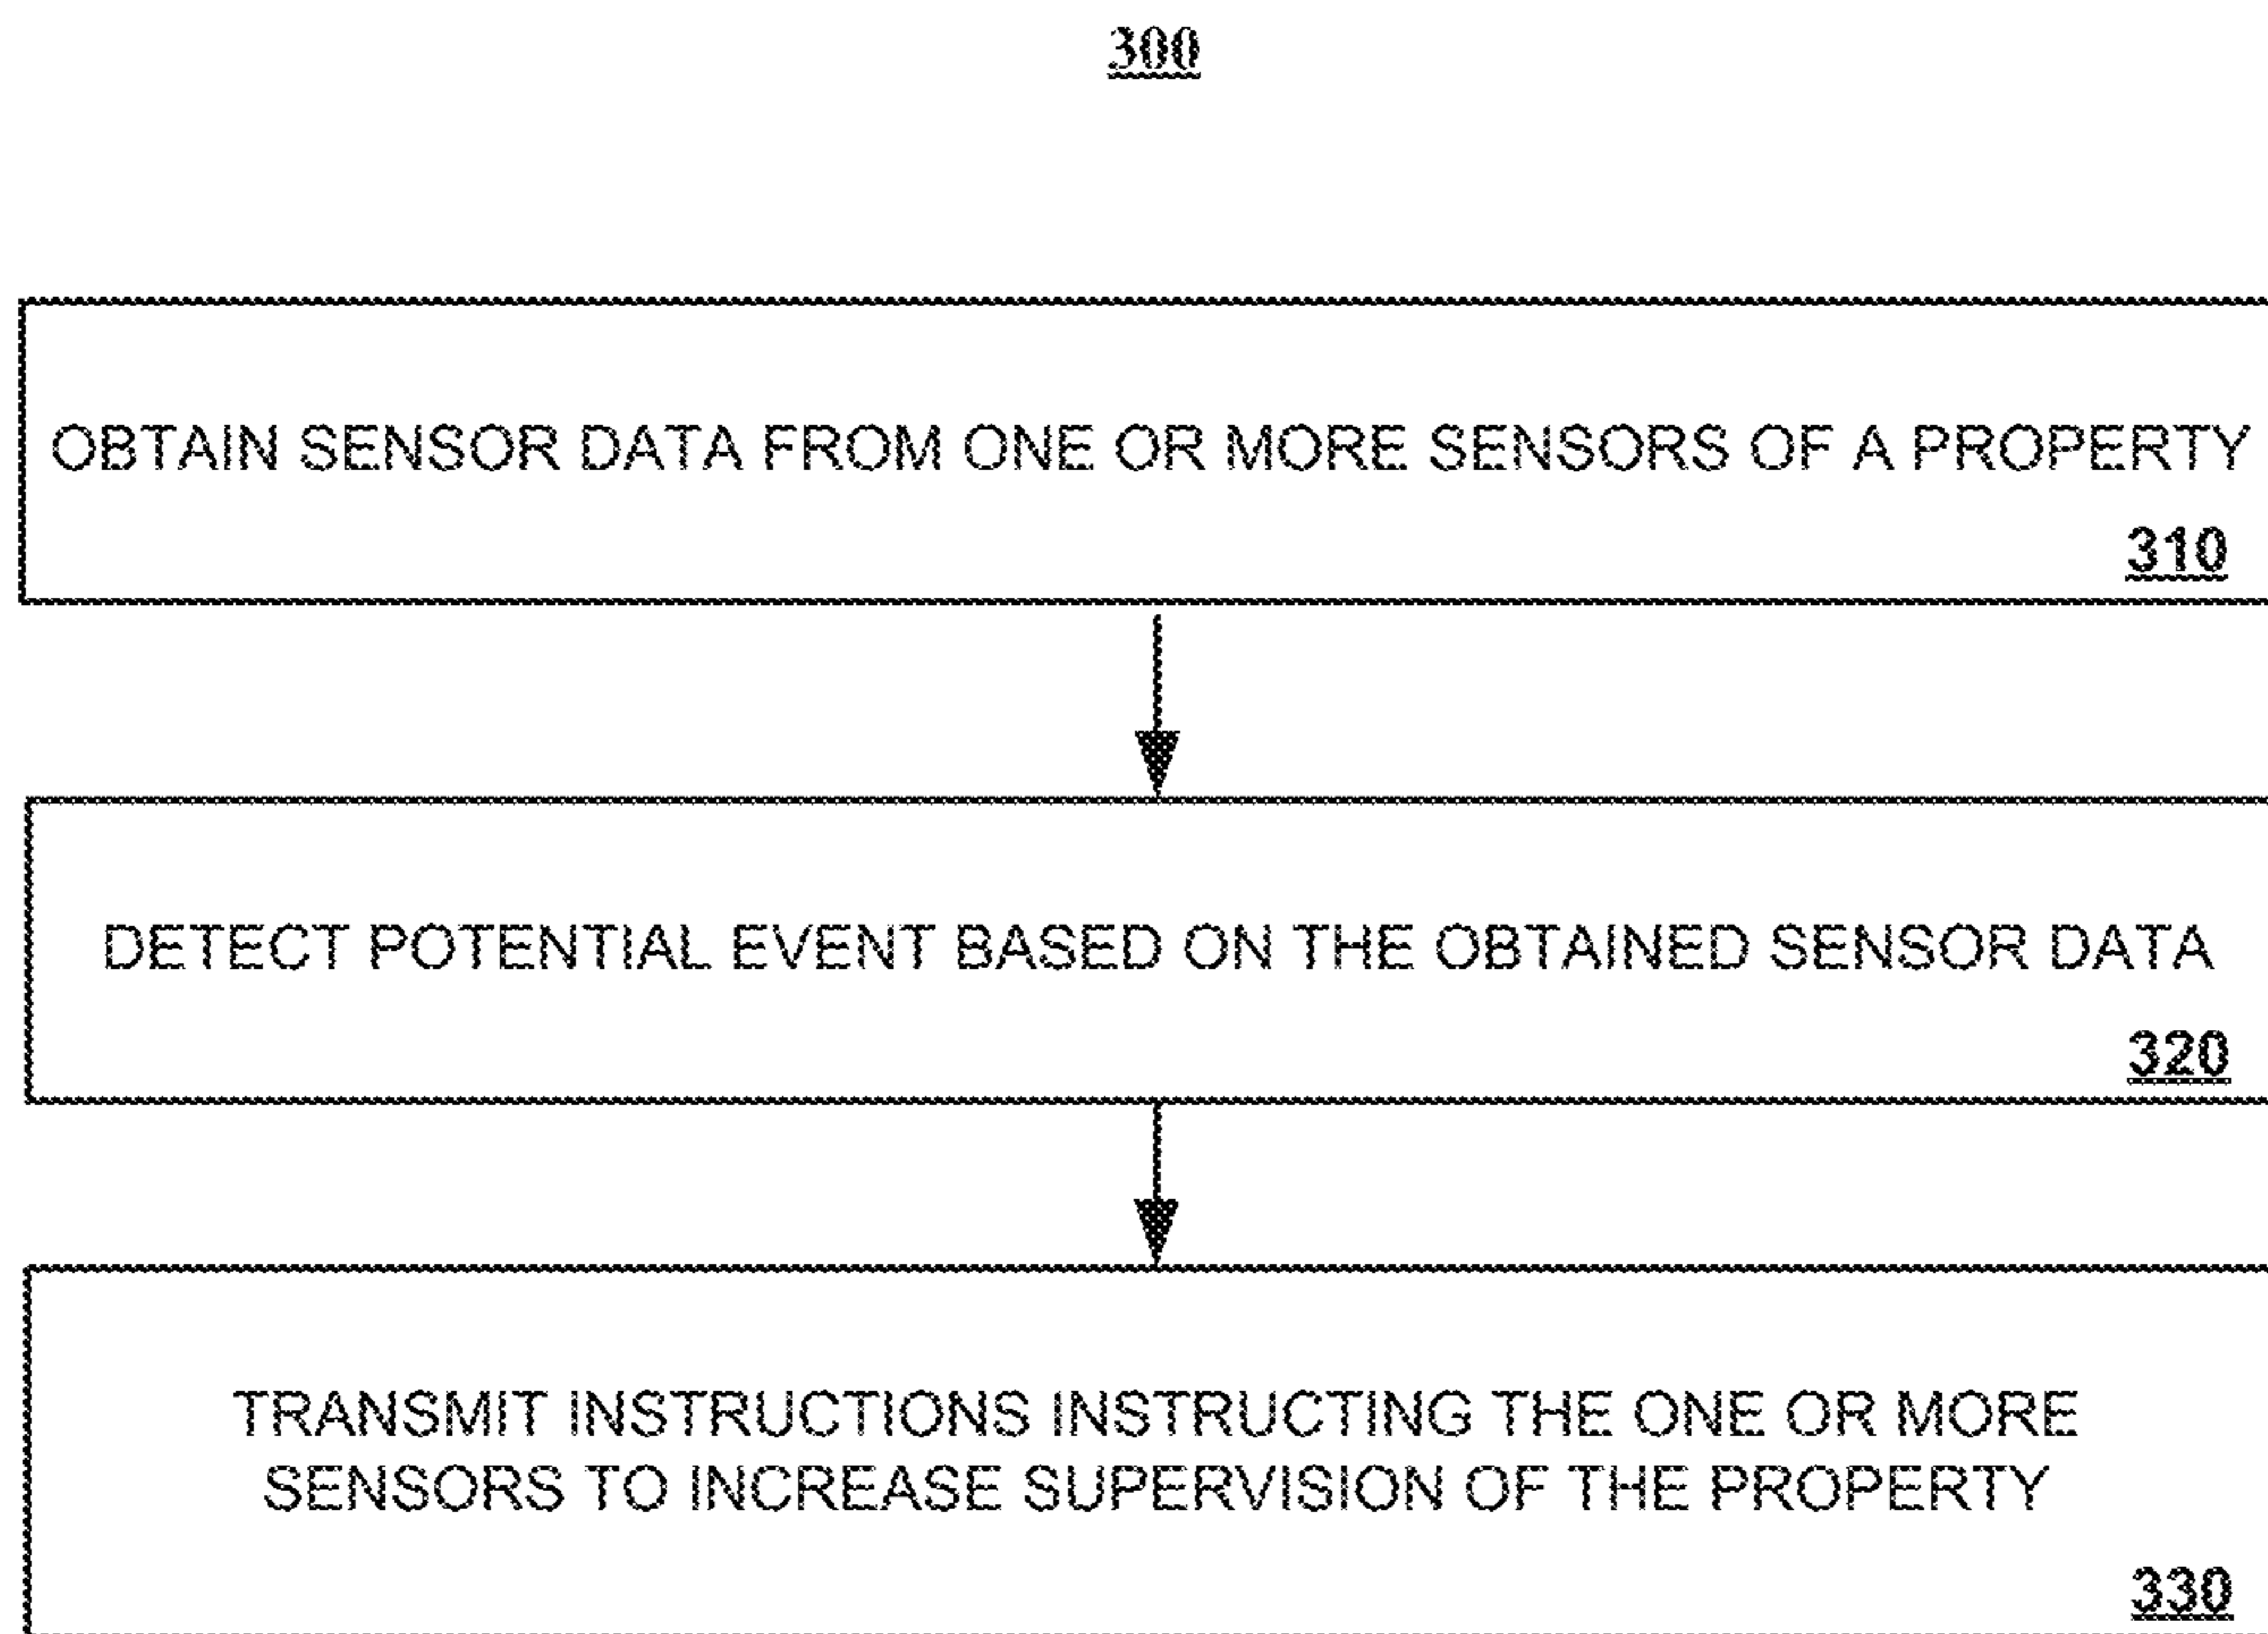 300
OBTAIN SENSOR DATA FROM ONE OR MORE SENSORS OF A PROPERTY
310
DETECT POTENTIAL EVENT BASED ON THE OBTAINED SENSOR DATA
320
TRANSMIT INSTRUCTIONS INSTRUCTING THE ONE OR MORE
SENSORS TO INCREASE SUPERVISION OF THE PROPERTY
330